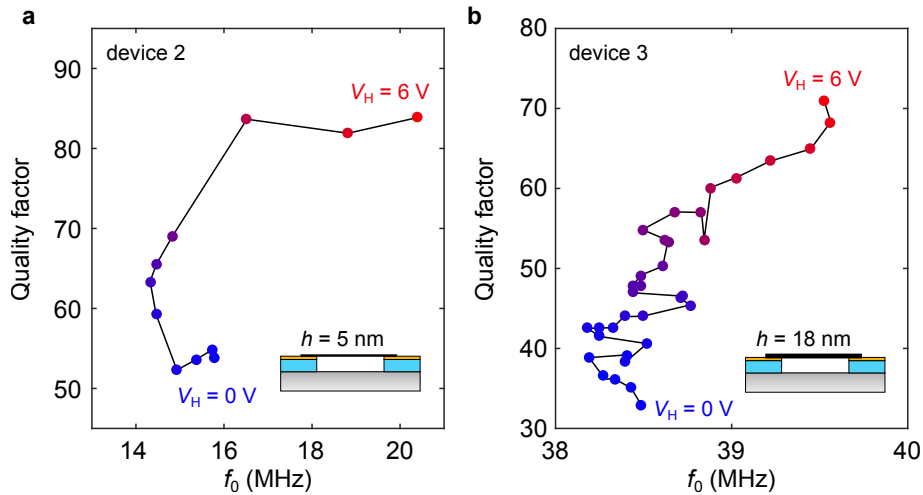 a
device 2
V_H = 6 V
V_H = 0 V
h = 5 nm
Quality factor
90
80
70
60
50
14
16
18
20
f_0 (MHz)
b
device 3
V_H = 6 V
V_H = 0 V
h = 18 nm
Quality factor
80
70
60
50
40
30
38
39
40
f_0 (MHz)